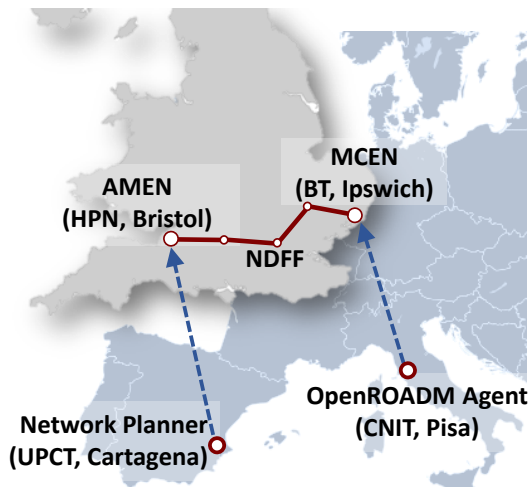 MCEN
(BT, Ipswich)
AMEN
(HPN, Bristol)
NDFF
OpenROADM Agent
(CNIT, Pisa)
Network Planner
(UPCT, Cartagena)